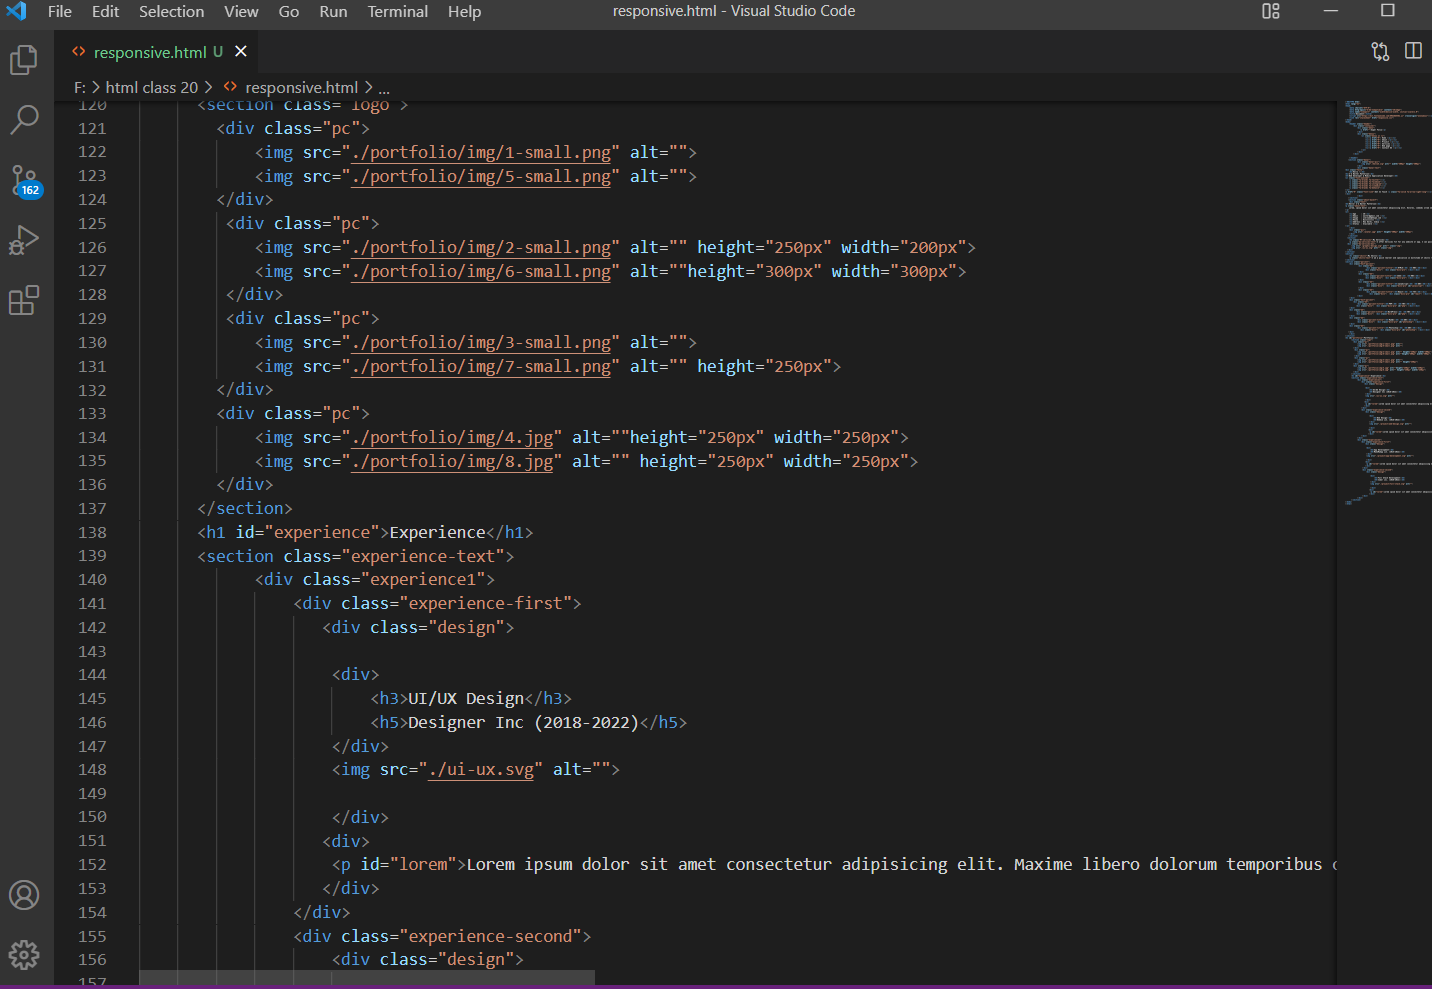 File Edit Selection View Go Run Terminal Help responsive.html - Visual Studio Code
responsive.html U
F: > html class 20 > responsive.html > ...
120 <section class="logo">
121 <div class="pc">
122 <img src="./portfolio/img/1-small.png" alt="">
123 <img src="./portfolio/img/5-small.png" alt="">
124 </div>
125 <div class="pc">
126 <img src="./portfolio/img/2-small.png" alt="" height="250px" width="200px">
127 <img src="./portfolio/img/6-small.png" alt=""height="300px" width="300px">
128 </div>
129 <div class="pc">
130 <img src="./portfolio/img/3-small.png" alt="">
131 <img src="./portfolio/img/7-small.png" alt="" height="250px">
132 </div>
133 <div class="pc">
134 <img src="./portfolio/img/4.jpg" alt=""height="250px" width="250px">
135 <img src="./portfolio/img/8.jpg" alt="" height="250px" width="250px">
136 </div>
137 </section>
138 <h1 id="experience">Experience</h1>
139 <section class="experience-text">
140 <div class="experience1">
141 <div class="experience-first">
142 <div class="design">
143
144 <div>
145 <h3>UI/UX Design</h3>
146 <h5>Designer Inc (2018-2022)</h5>
147 </div>
148 <img src="./ui-ux.svg" alt="">
149
150 </div>
151 <div>
152 <p id="lorem">Lorem ipsum dolor sit amet consectetur adipisicing elit. Maxime libero dolorum temporibus
153 </div>
154 </div>
155 <div class="experience-second">
156 <div class="design">
157
162